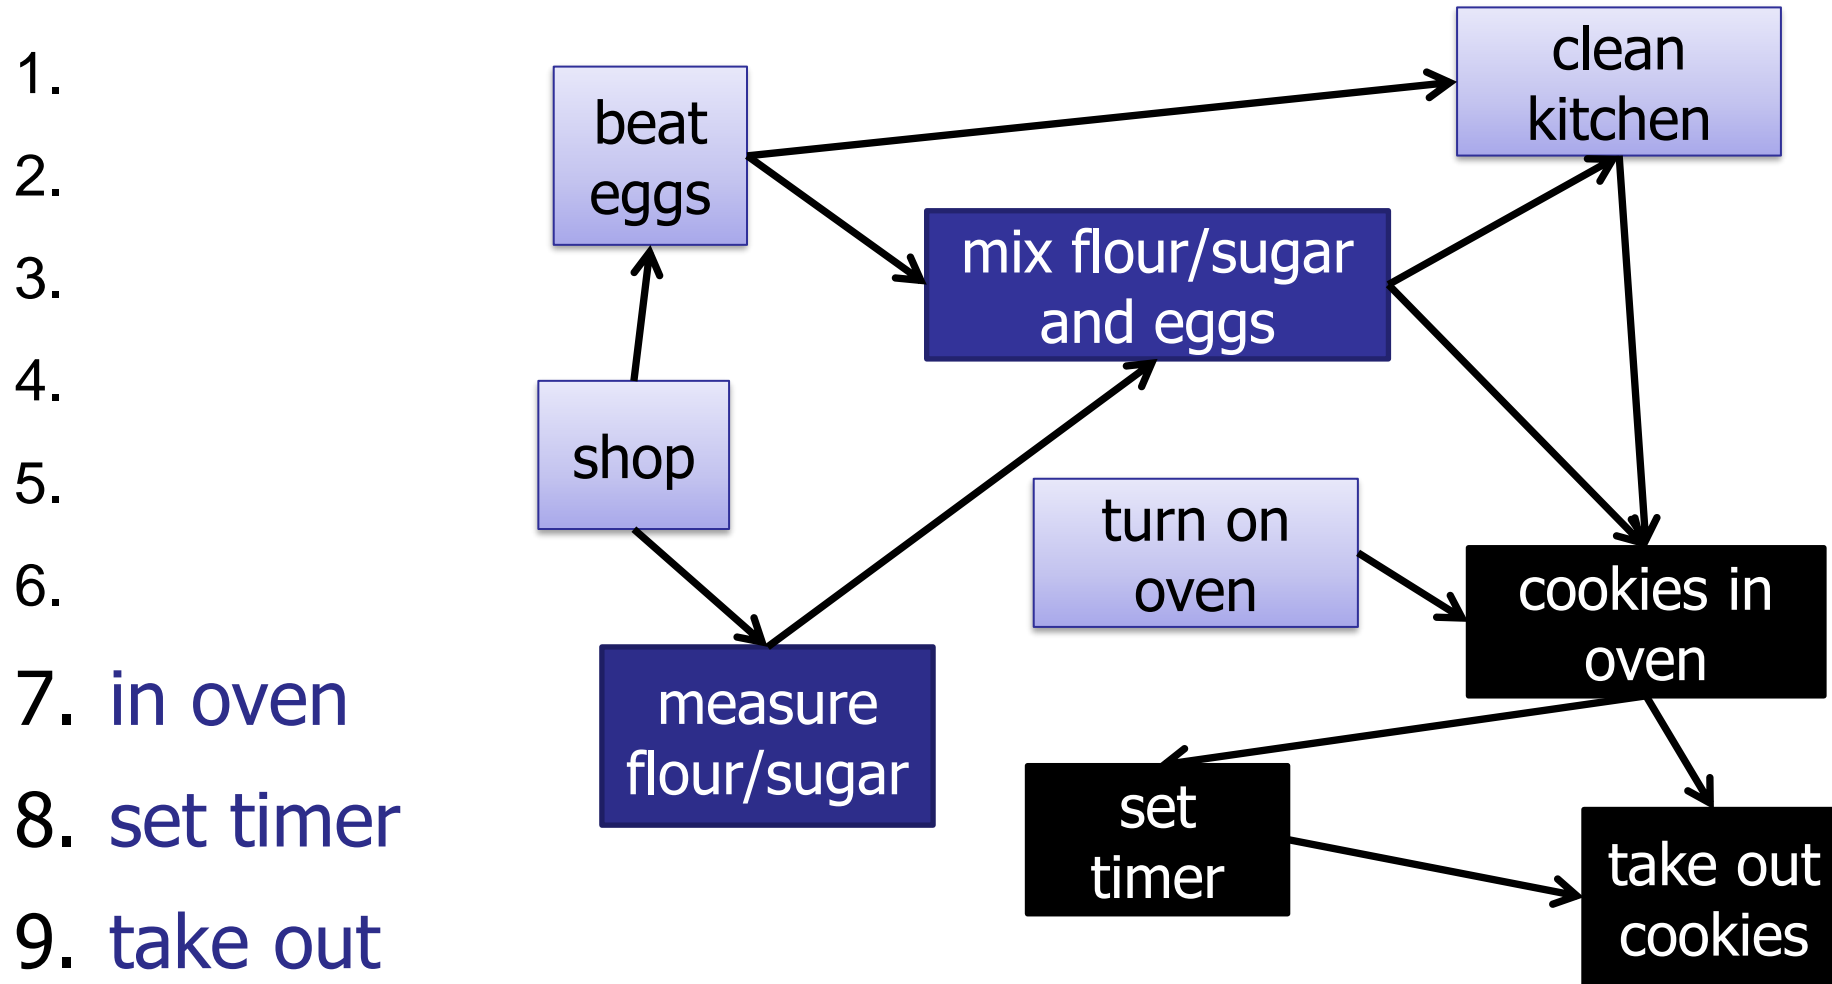 1.
2.
3.
4.
5.
6.
7. in oven
8. set timer
9. take out
beat
eggs
clean
kitchen
mix flour/sugar
and eggs
shop
turn on
oven
cookies in
oven
measure
flour/sugar
set
timer
take out
cookies